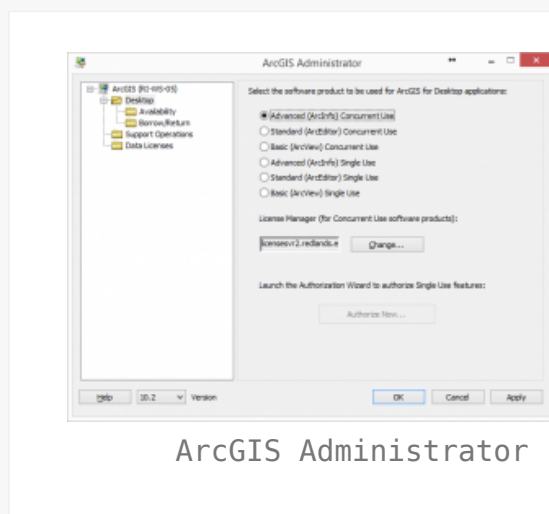 ArcGIS Administrator
ArcGIS (RJ-WS-OS)
Desktop
Availability
Borrow/Return
Support Operations
Data Licenses
Select the software product to be used for ArcGIS for Desktop applications:
Advanced (ArcInfo) Concurrent Use
Standard (ArcEditor) Concurrent Use
Basic (ArcView) Concurrent Use
Advanced (ArcInfo) Single Use
Standard (ArcEditor) Single Use
Basic (ArcView) Single Use
License Manager (for Concurrent Use software products):
licensesvr2.redlands.e Change...
Launch the Authorization Wizard to authorize Single Use features:
Authorize Now...
Help 10.2 Version OK Cancel Apply
ArcGIS Administrator